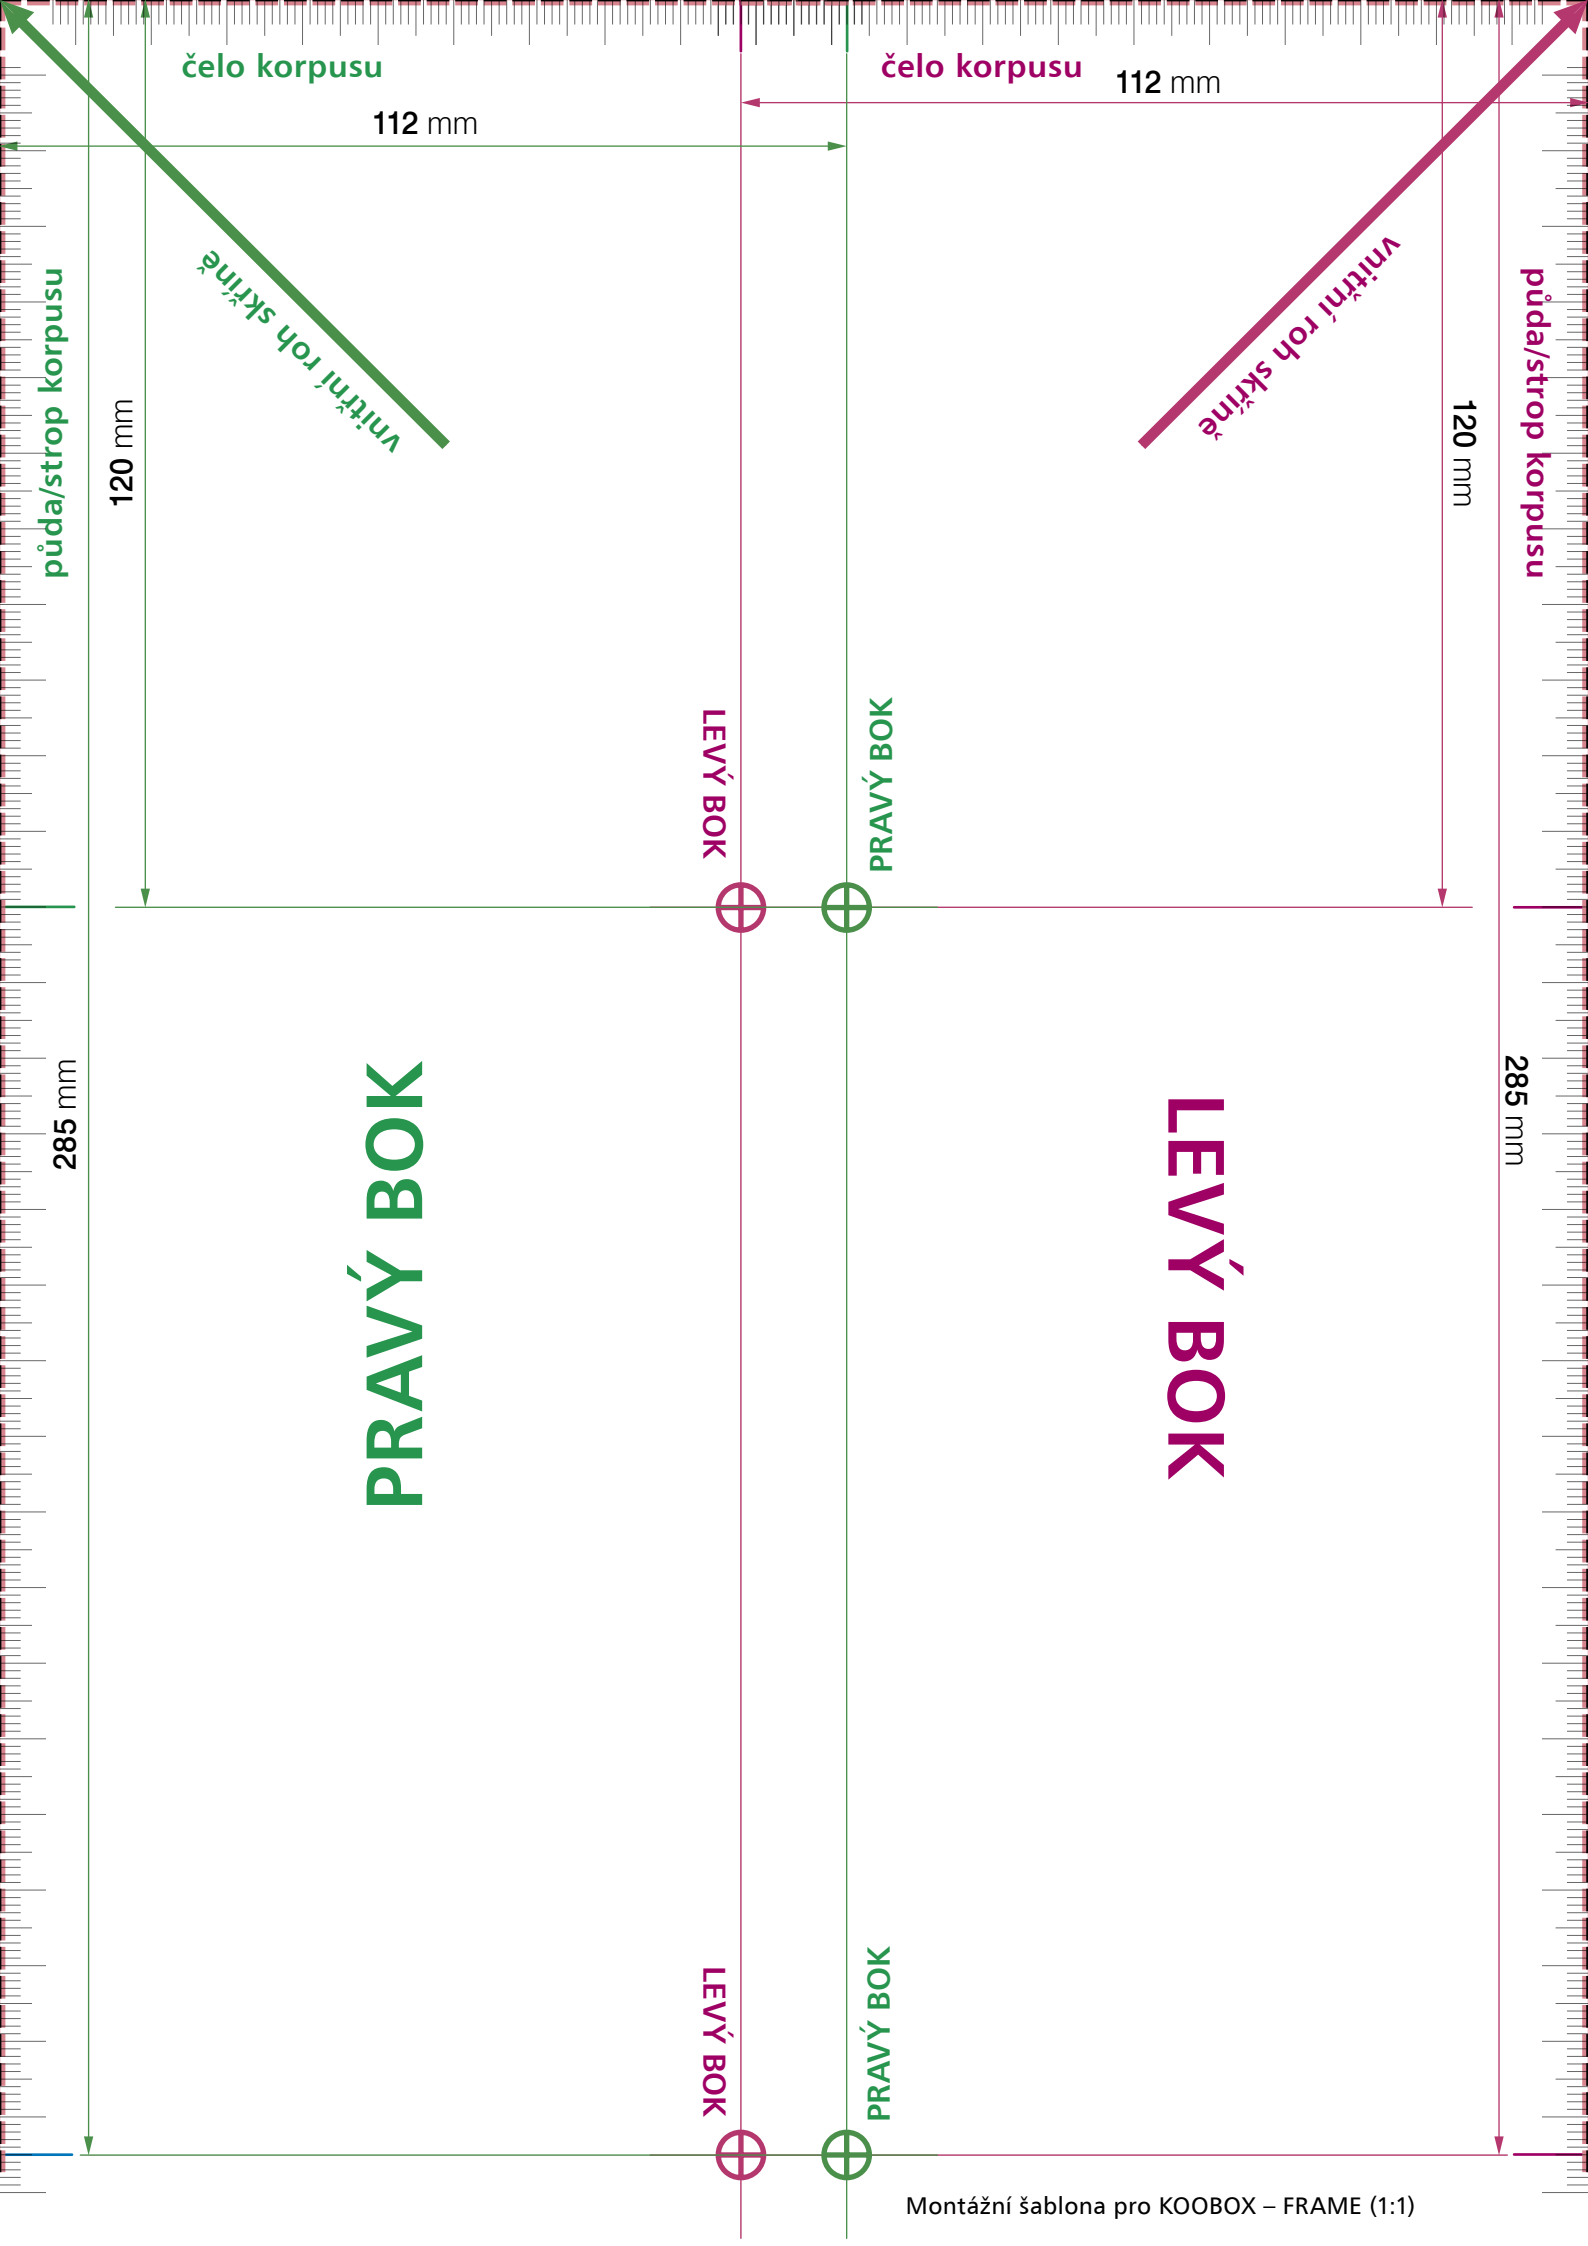 čelo korpusu
čelo korpusu
112 mm
112 mm
vnitřní roh skříně
vnitřní roh skříně
půda/strop korpusu
půda/strop korpusu
120 mm
120 mm
LEVÝ BOK
PRAVÝ BOK
285 mm
285 mm
PRAVÝ BOK
LEVÝ BOK
LEVÝ BOK
PRAVÝ BOK
Montážní šablona pro KOOBOX – FRAME (1:1)